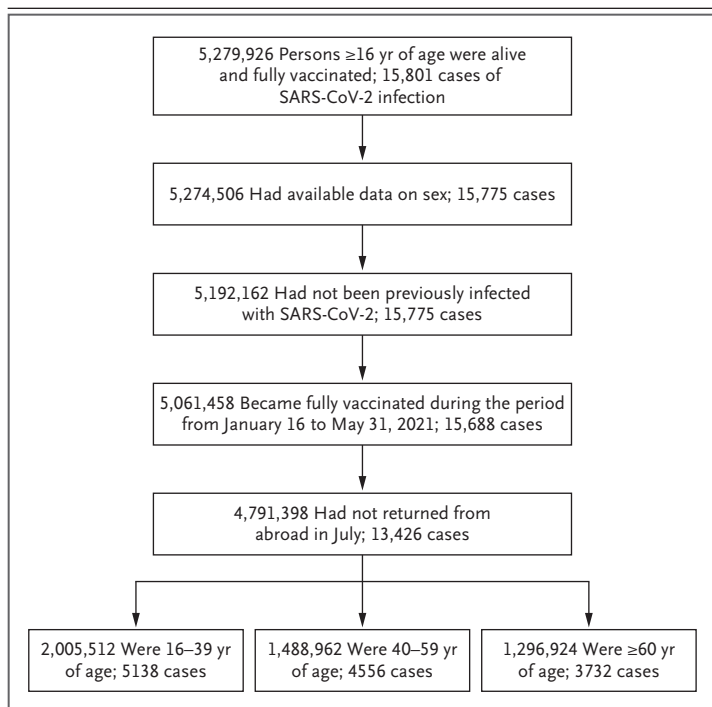 5,279,926 Persons ≥16 yr of age were alive
and fully vaccinated; 15,801 cases of
SARS-CoV-2 infection
5,274,506 Had available data on sex; 15,775 cases
5,192,162 Had not been previously infected
with SARS-CoV-2; 15,775 cases
5,061,458 Became fully vaccinated during the period
from January 16 to May 31, 2021; 15,688 cases
4,791,398 Had not returned from
abroad in July; 13,426 cases
2,005,512 Were 16–39 yr
of age; 5138 cases
1,488,962 Were 40–59 yr
of age; 4556 cases
1,296,924 Were ≥60 yr
of age; 3732 cases